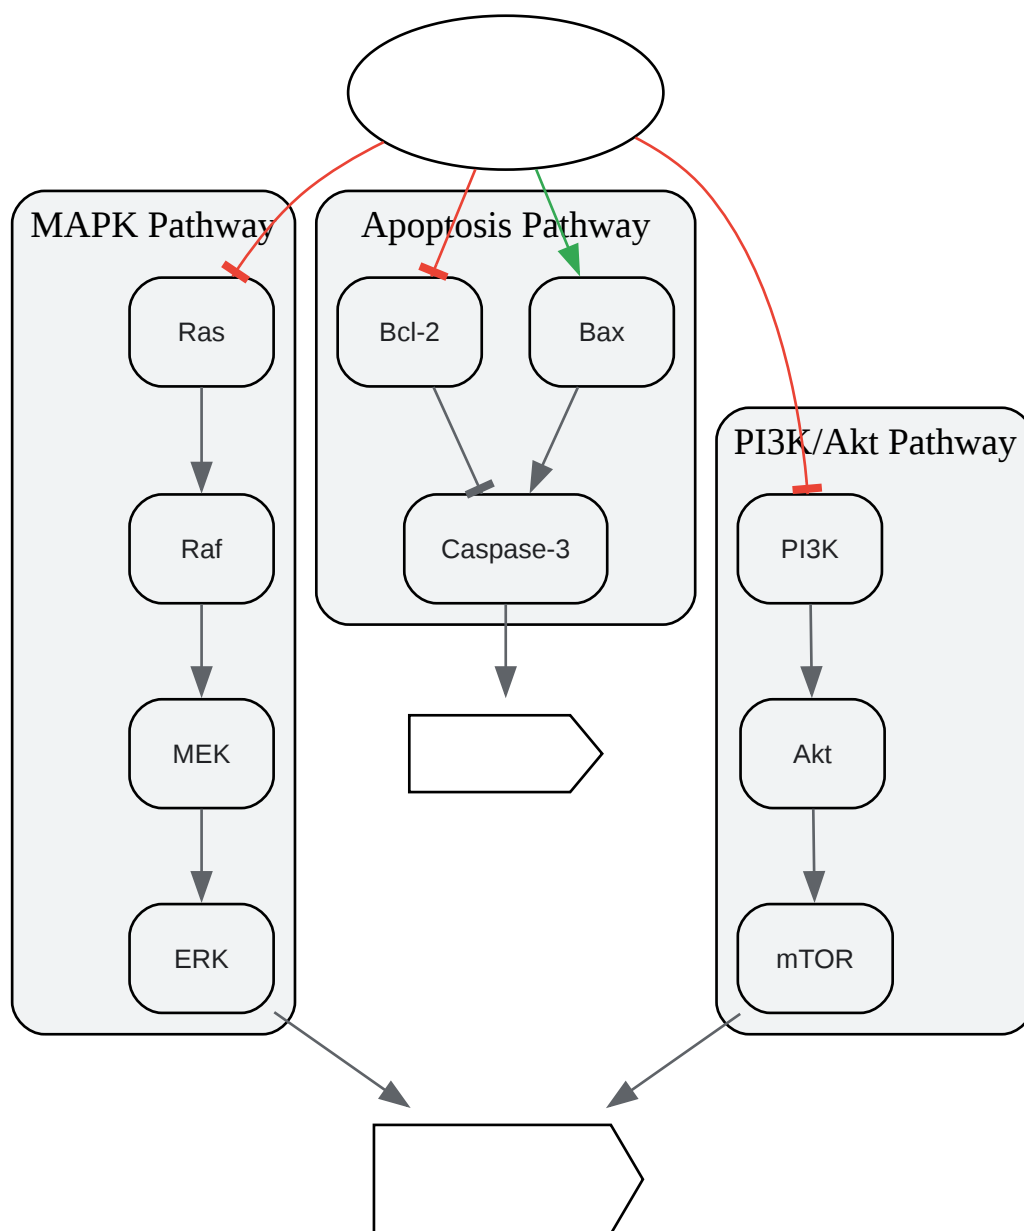 MAPK Pathway
Apoptosis Pathway
Ras
Bcl-2
Bax
PI3K/Akt Pathway
Raf
Caspase-3
PI3K
MEK
Akt
ERK
mTOR